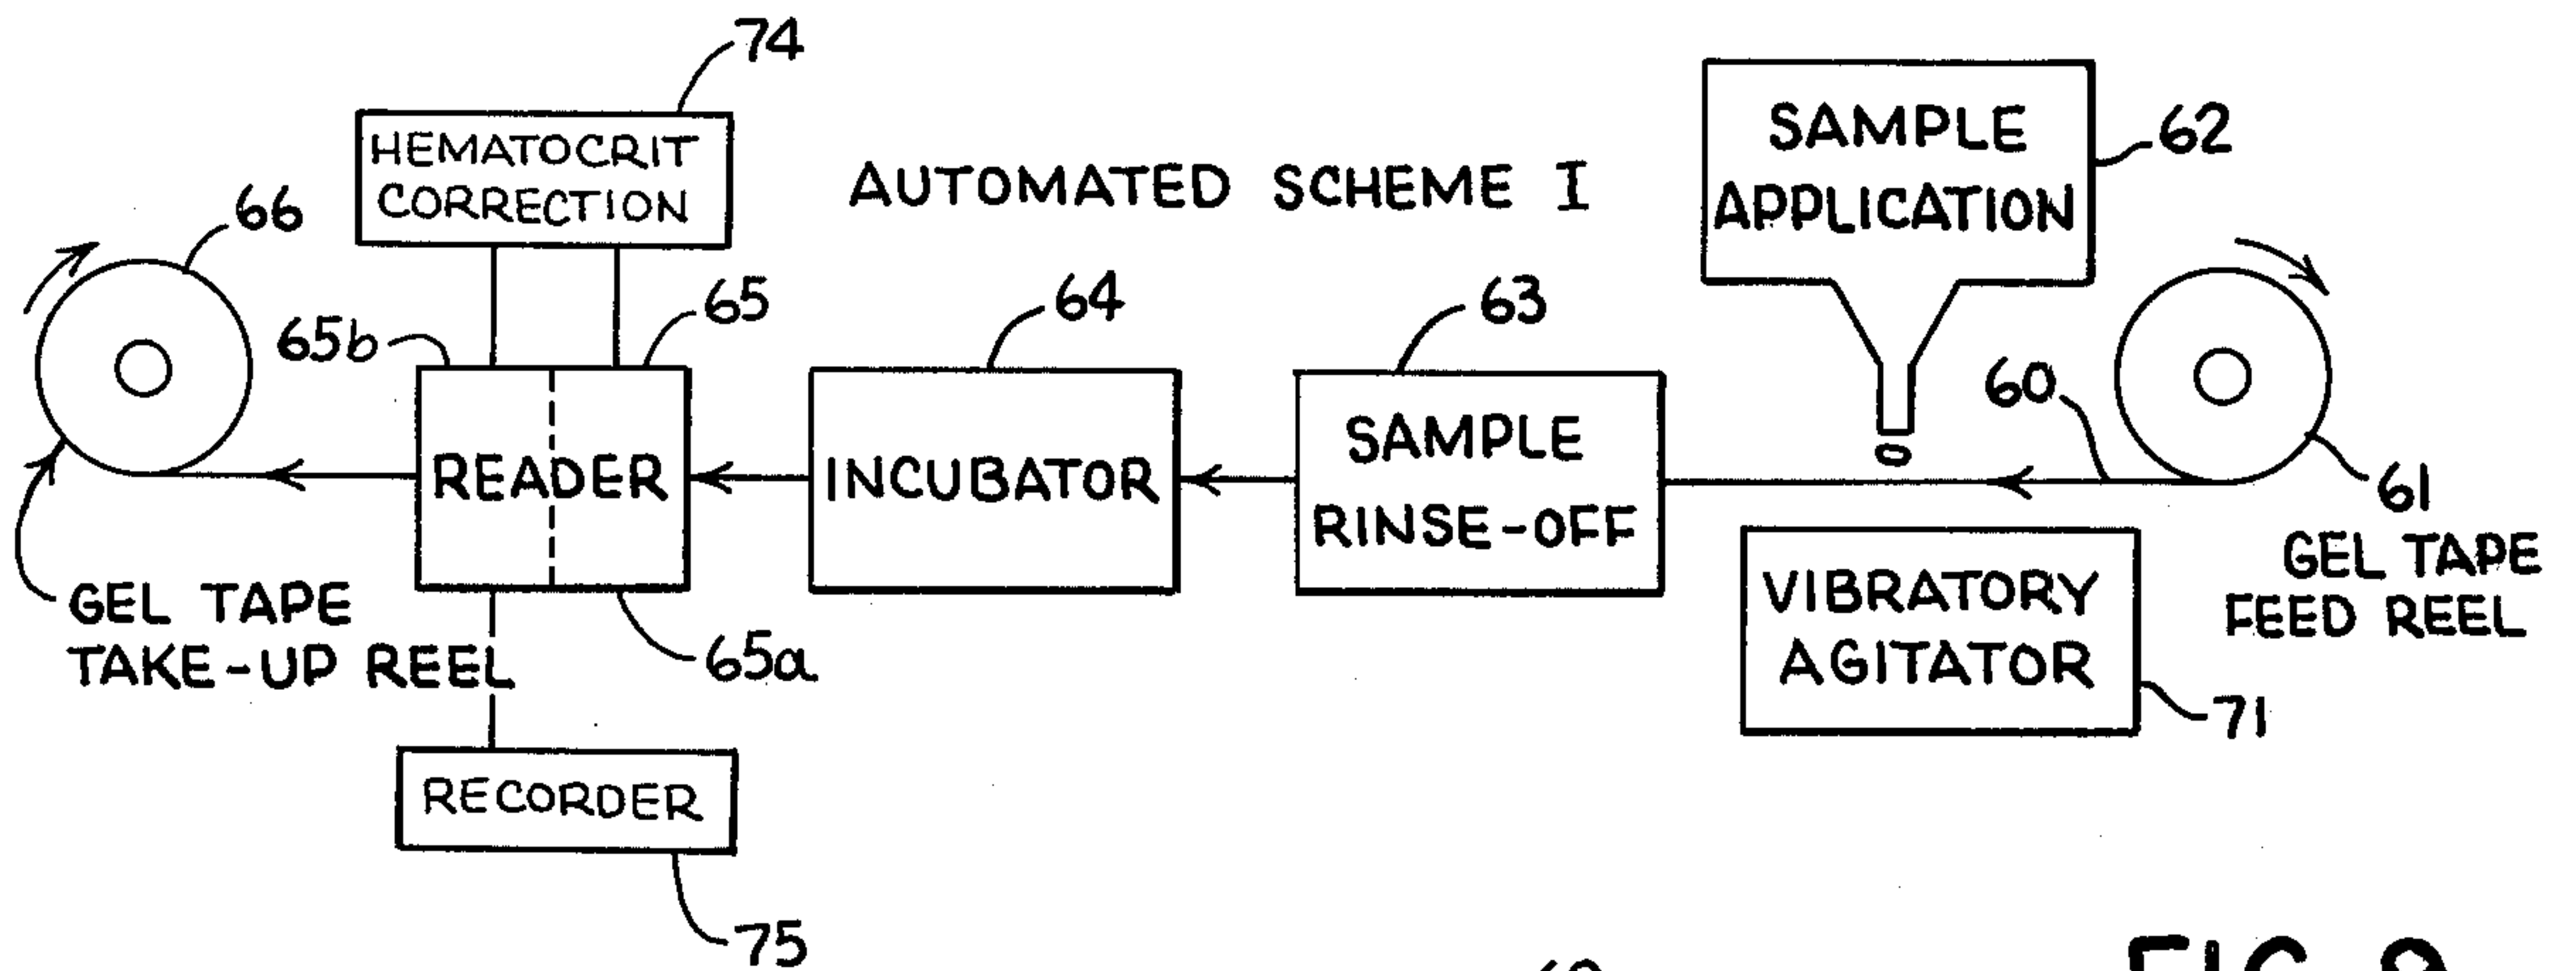 74
HEMATOCRIT
CORRECTION
AUTOMATED SCHEME I
SAMPLE
APPLICATION
62
66
65b
65
64
63
60
61
READER
INCUBATOR
SAMPLE
RINSE-OFF
GEL TAPE
FEED REEL
VIBRATORY
AGITATOR
71
GEL TAPE
TAKE-UP REEL
65a
RECORDER
75